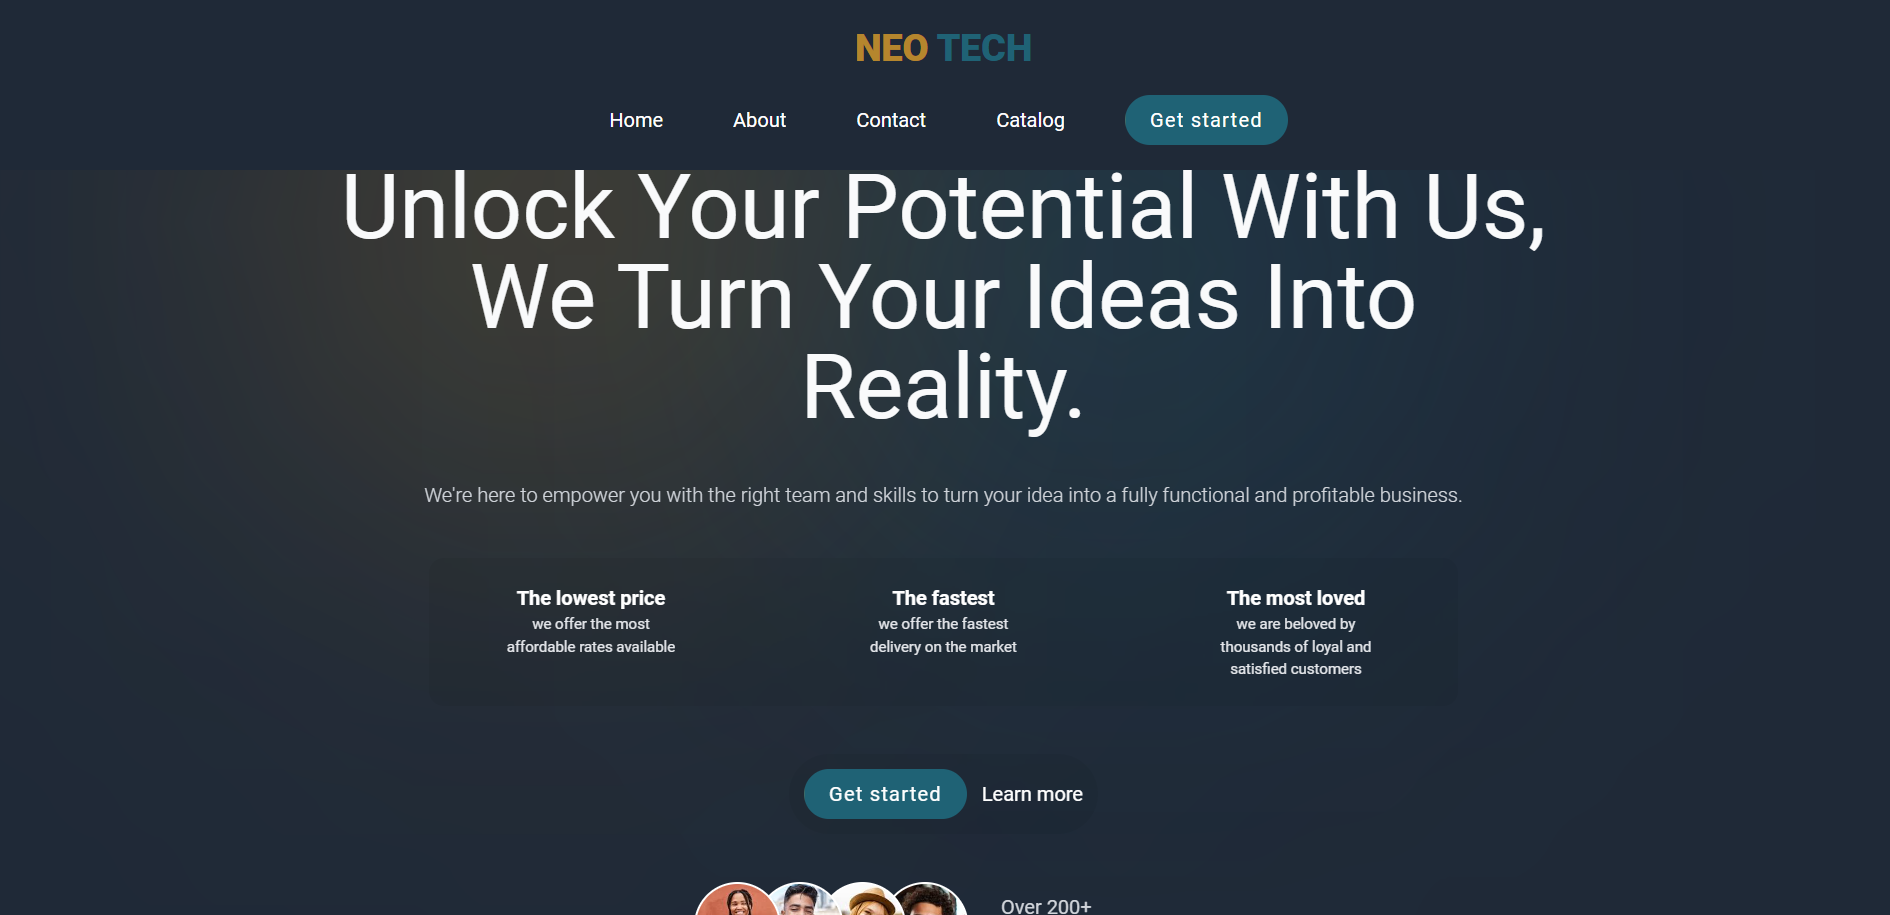 NEO TECH
Home About Contact Catalog Get started
Unlock Your Potential With Us,
We Turn Your Ideas Into
Reality.
We're here to empower you with the right team and skills to turn your idea into a fully functional and profitable business.
The lowest price
we offer the most
affordable rates available
The fastest
we offer the fastest
delivery on the market
The most loved
we are beloved by
thousands of loyal and
satisfied customers
Get started Learn more
Over 200+